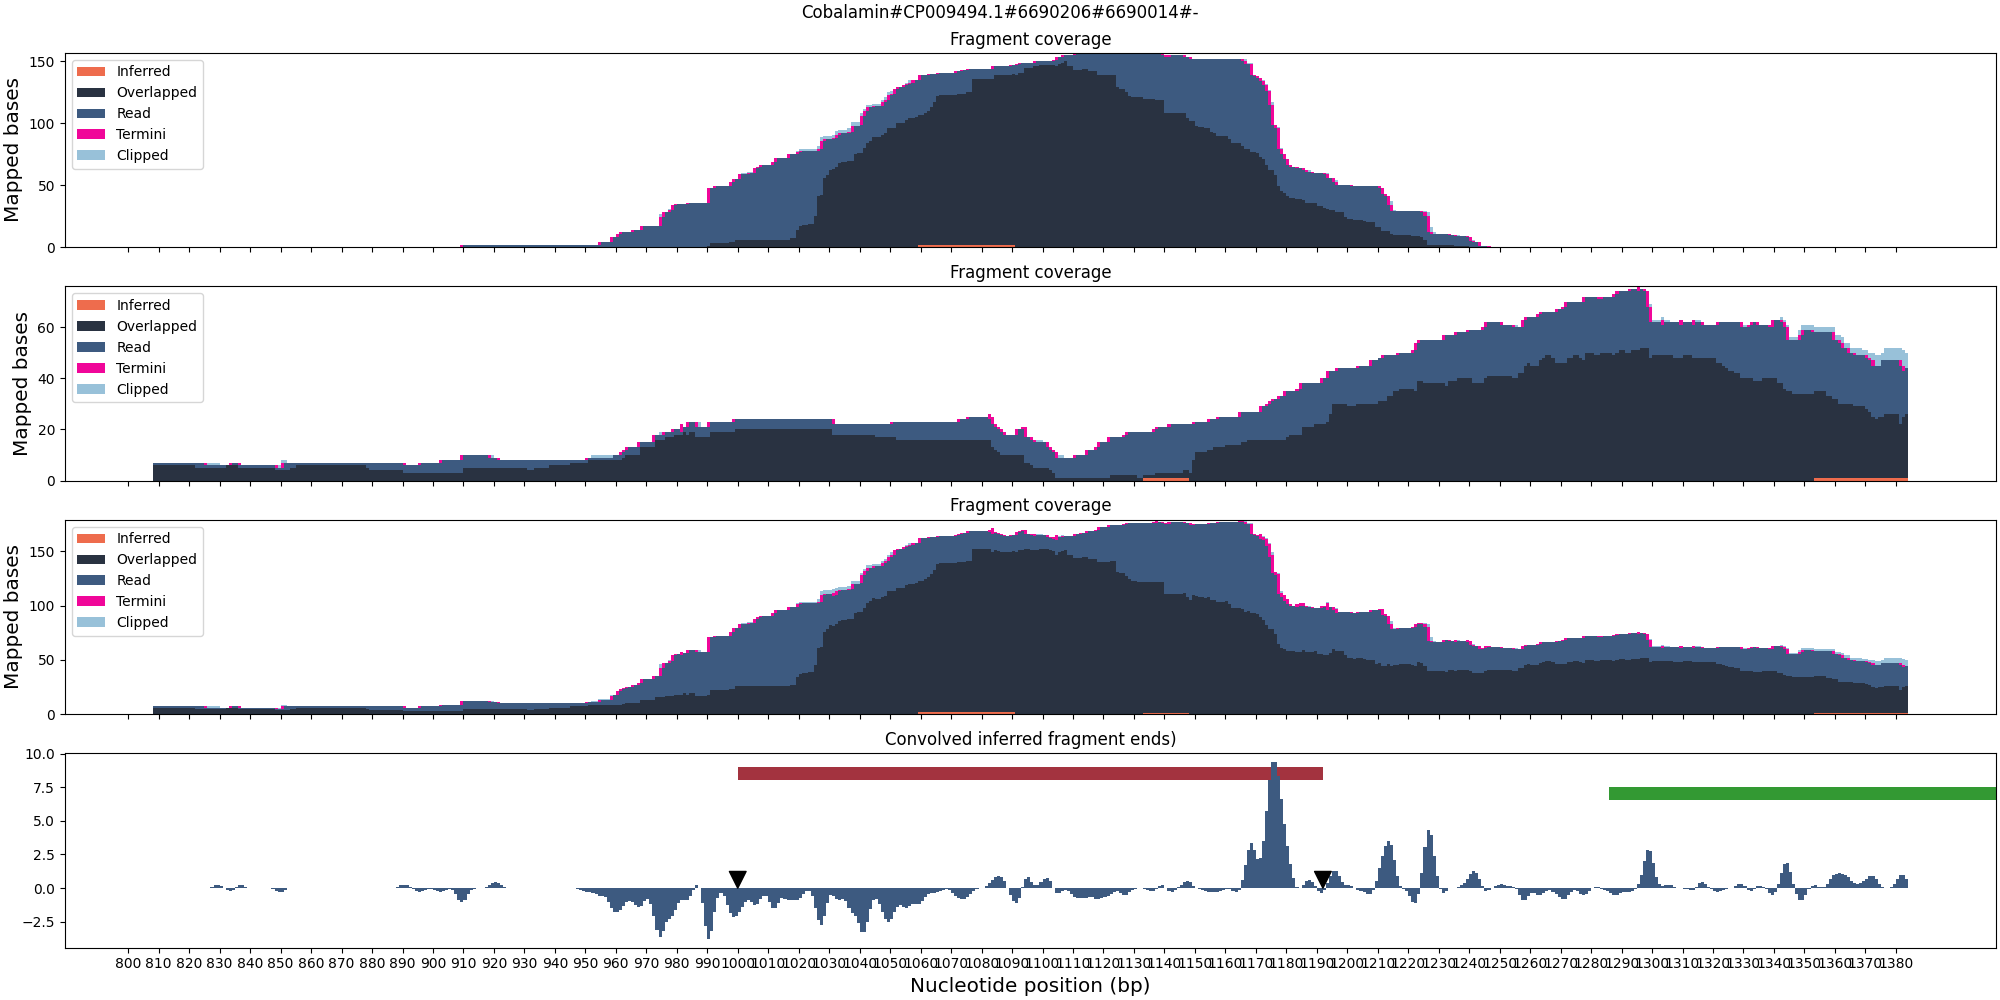 Cobalamin#CP009494.1#6690206#6690014#-
Fragment coverage
Mapped bases
150
100
50
0
Inferred
Overlapped
Read
Termini
Clipped
Fragment coverage
Mapped bases
60
40
20
0
Inferred
Overlapped
Read
Termini
Clipped
Fragment coverage
Mapped bases
150
100
50
0
Inferred
Overlapped
Read
Termini
Clipped
Convolved inferred fragment ends)
10.0
7.5
5.0
2.5
0.0
−2.5
800 810 820 830 840 850 860 870 880 890 900 910 920 930 940 950 960 970 980 990 1000 1010 1020 1030 1040 1050 1060 1070 1080 1090 1100 1110 1120 1130 1140 1150 1160 1170 1180 1190 1200 1210 1220 1230 1240 1250 1260 1270 1280 1290 1300 1310 1320 1330 1340 1350 1360 1370 1380
Nucleotide position (bp)